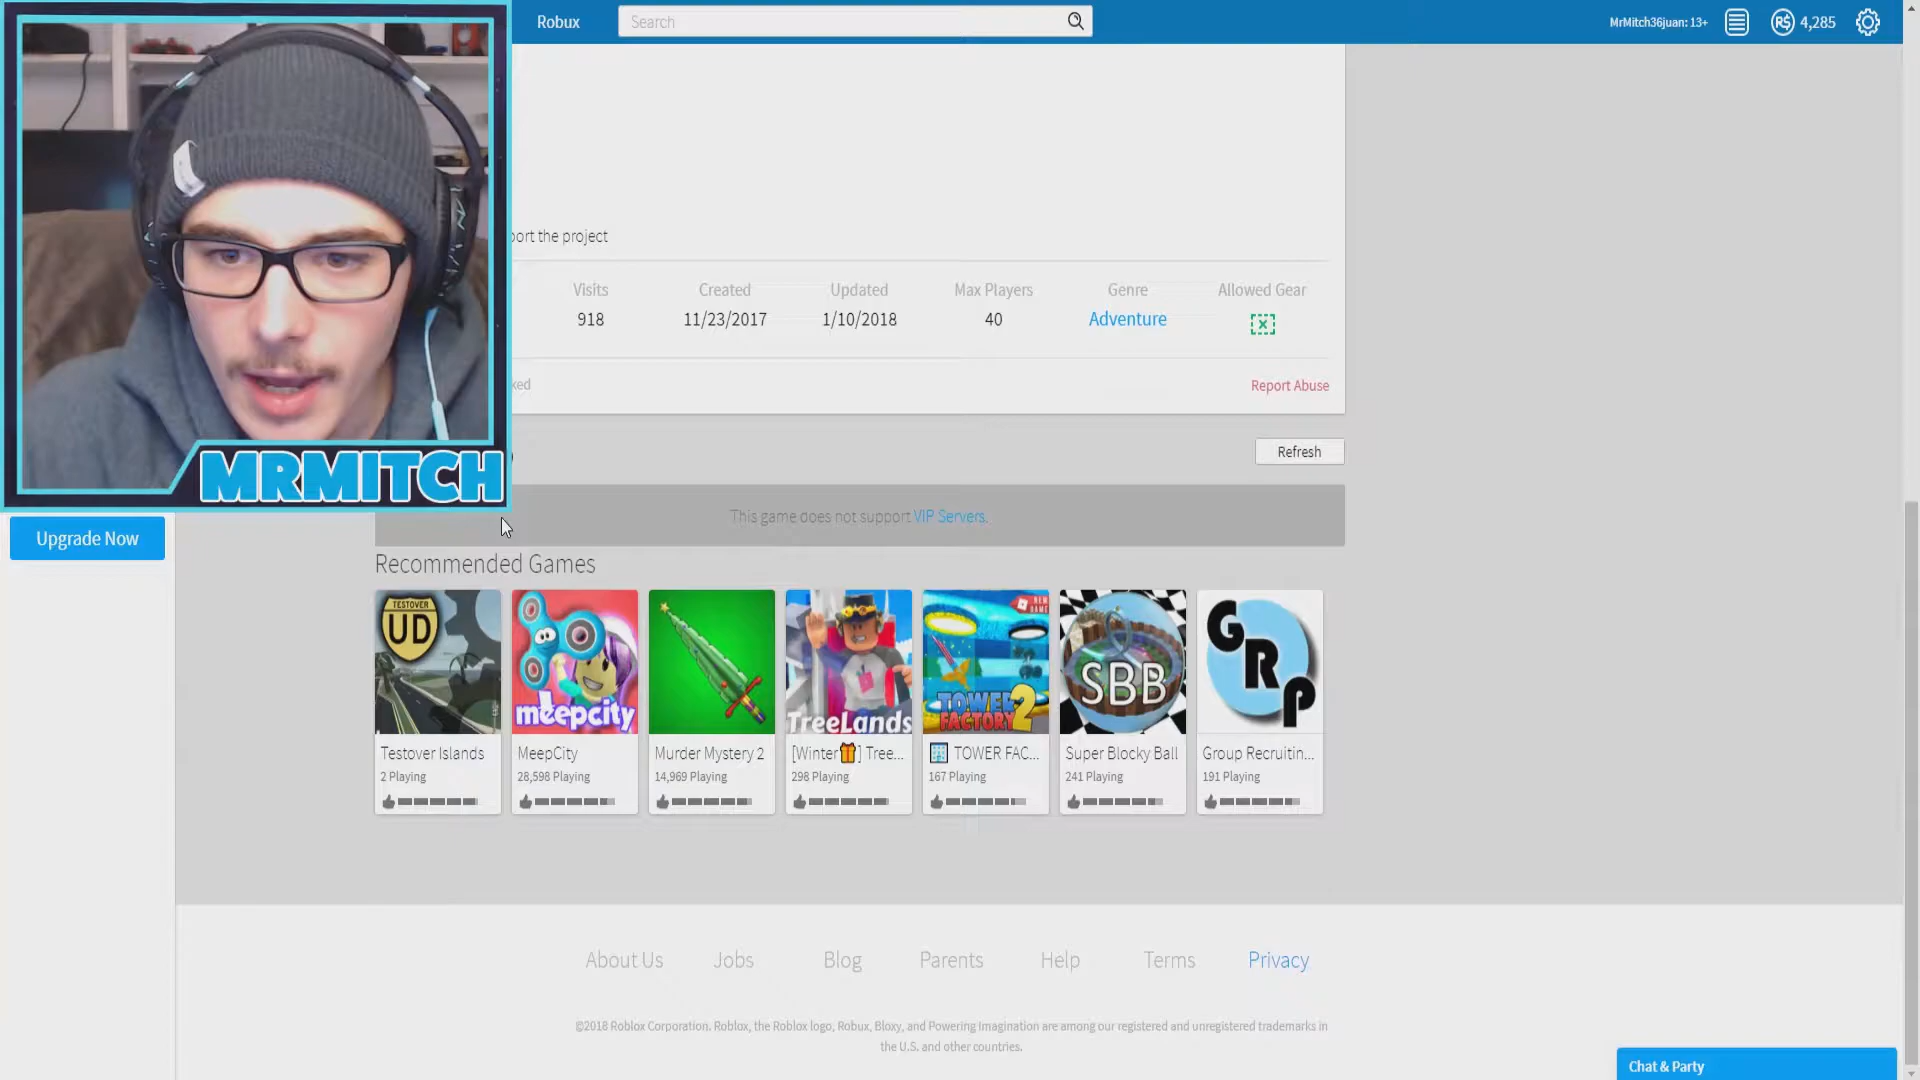 Robux
Search
MrMitch36juan: 13+
4,285
port the project
Visits
Created
Updated
Max Players
Genre
Allowed Gear
918
11/23/2017
1/10/2018
40
Adventure
ked
Report Abuse
MRMITCH
Refresh
This game does not support VIP Servers.
Upgrade Now
Recommended Games
TESTOVER
UD
meepcity
TreeLands
NEW GAME
TOWER
FACTORY 2
SBB
GRP
Testover Islands
MeepCity
Murder Mystery 2
[Winter🎁] Tree...
TOWER FAC...
Super Blocky Ball
Group Recruitin...
2 Playing
28,598 Playing
14,969 Playing
298 Playing
167 Playing
241 Playing
191 Playing
About Us
Jobs
Blog
Parents
Help
Terms
Privacy
©2018 Roblox Corporation. Roblox, the Roblox logo, Robux, Bloxy, and Powering Imagination are among our registered and unregistered trademarks in
the U.S. and other countries.
Chat & Party